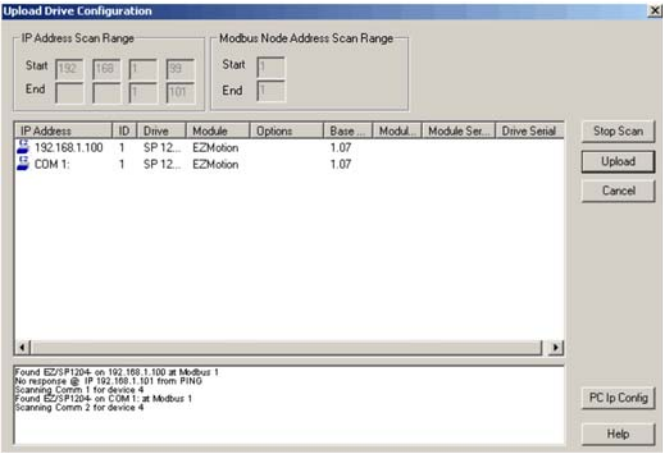 Upload Drive Configuration
IP Address Scan Range
Start 192 168 1 99
End 1 101
Modbus Node Address Scan Range
Start 1
End 1
IP Address ID Drive Module Options Base ... Modul... Module Ser... Drive Serial
192.168.1.100 1 SP 12... EZMotion 1.07
COM 1: 1 SP 12... EZMotion 1.07
Stop Scan
Upload
Cancel
Found EZ/SP1204- on 192.168.1.100 at Modbus 1
No response @ IP 192.168.1.101 from PING
Scanning Comm 1 for device 4
Found EZ/SP1204- on COM 1: at Modbus 1
Scanning Comm 2 for device 4
PC Ip Config
Help